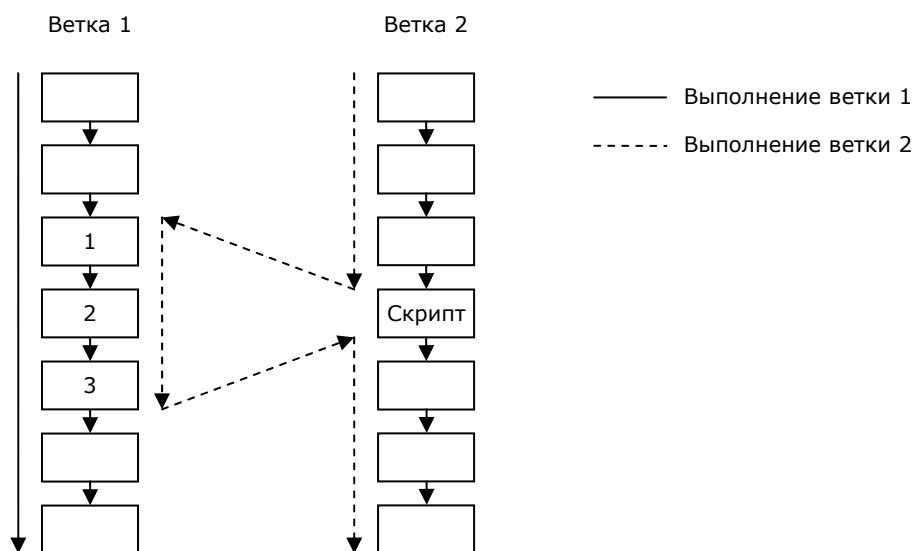 Ветка 1
Ветка 2
Выполнение ветки 1
Выполнение ветки 2
1
2
Скрипт
3